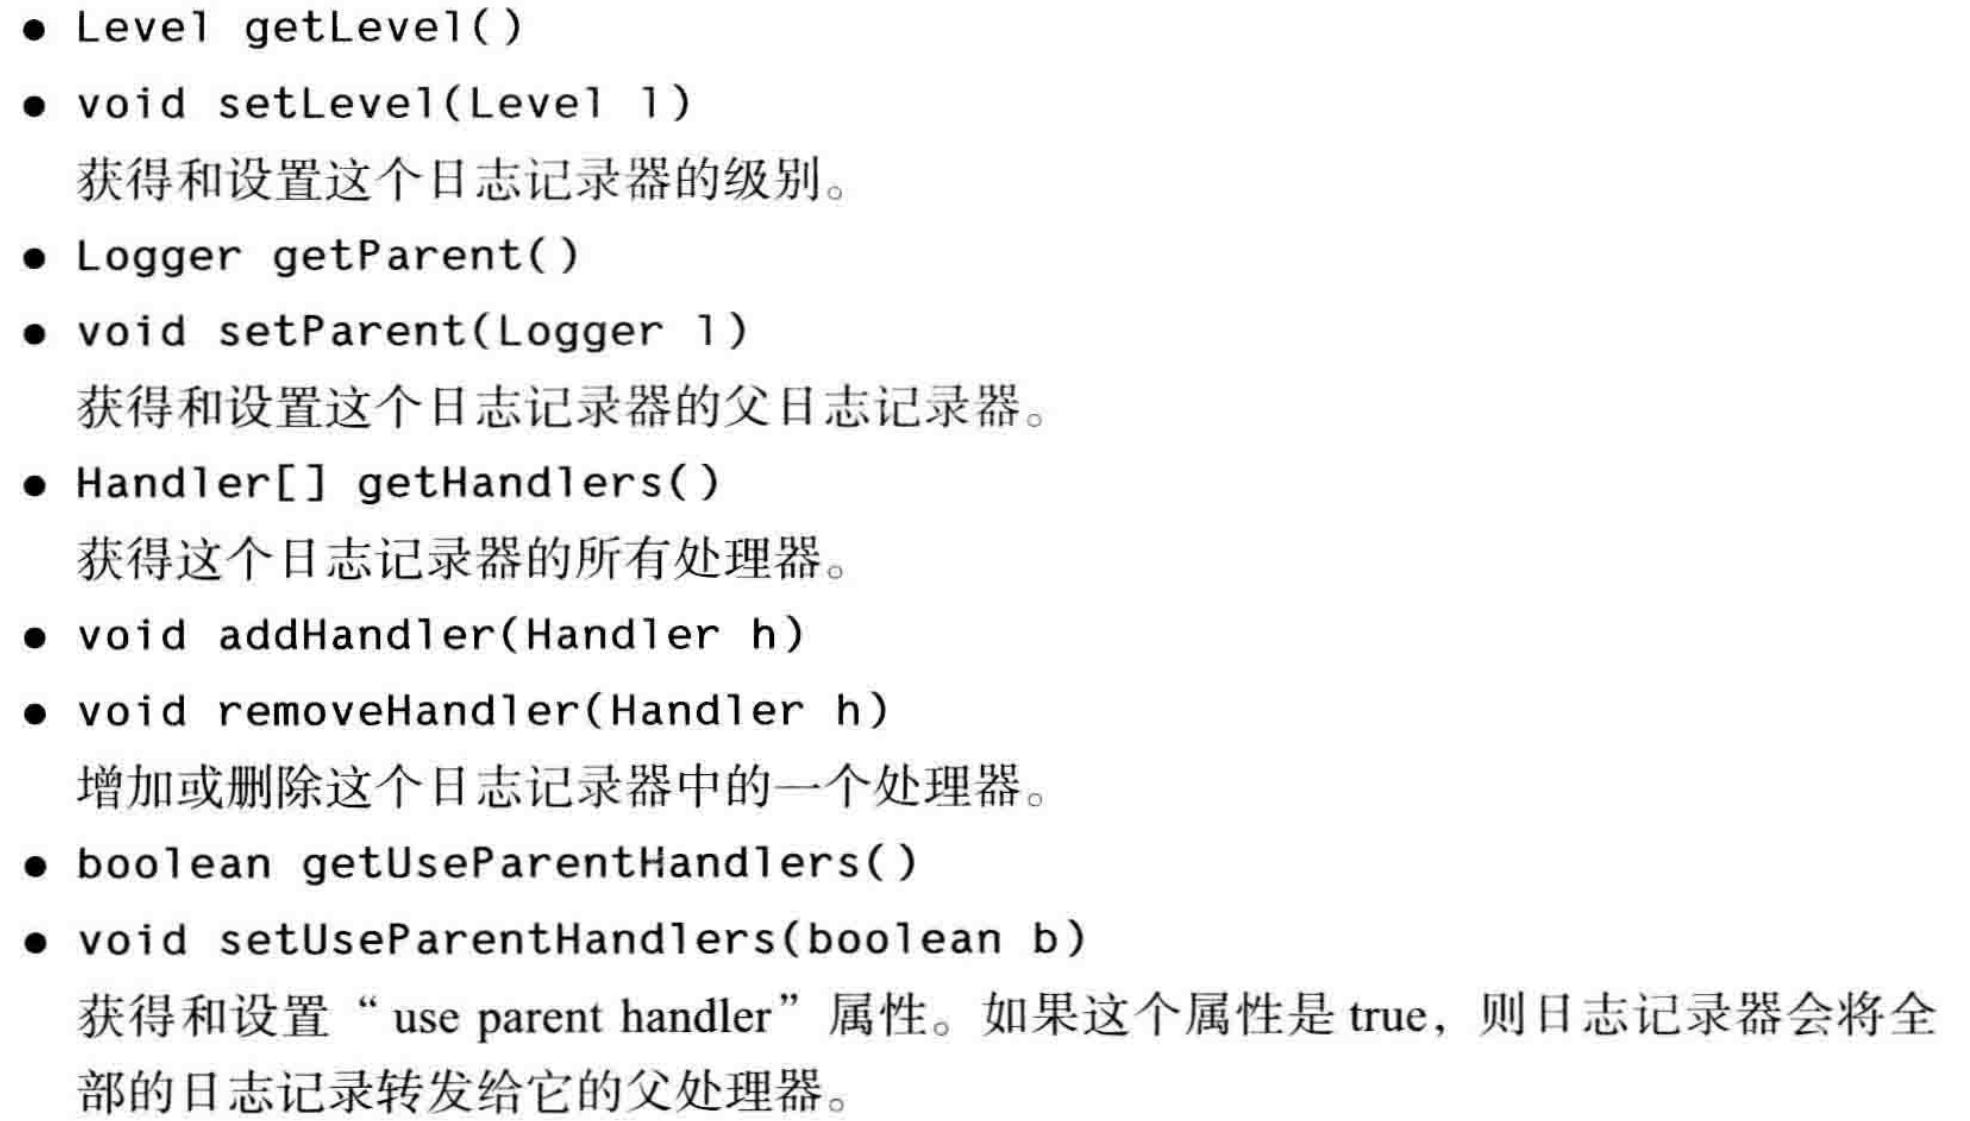 ● Level getLevel()
● void setLevel(Level l)
获得和设置这个日志记录器的级别。
● Logger getParent()
● void setParent(Logger l)
获得和设置这个日志记录器的父日志记录器。
● Handler[] getHandlers()
获得这个日志记录器的所有处理器。
● void addHandler(Handler h)
● void removeHandler(Handler h)
增加或删除这个日志记录器中的一个处理器。
● boolean getUseParentHandlers()
● void setUseParentHandlers(boolean b)
获得和设置“use parent handler”属性。如果这个属性是 true，则日志记录器会将全
部的日志记录转发给它的父处理器。